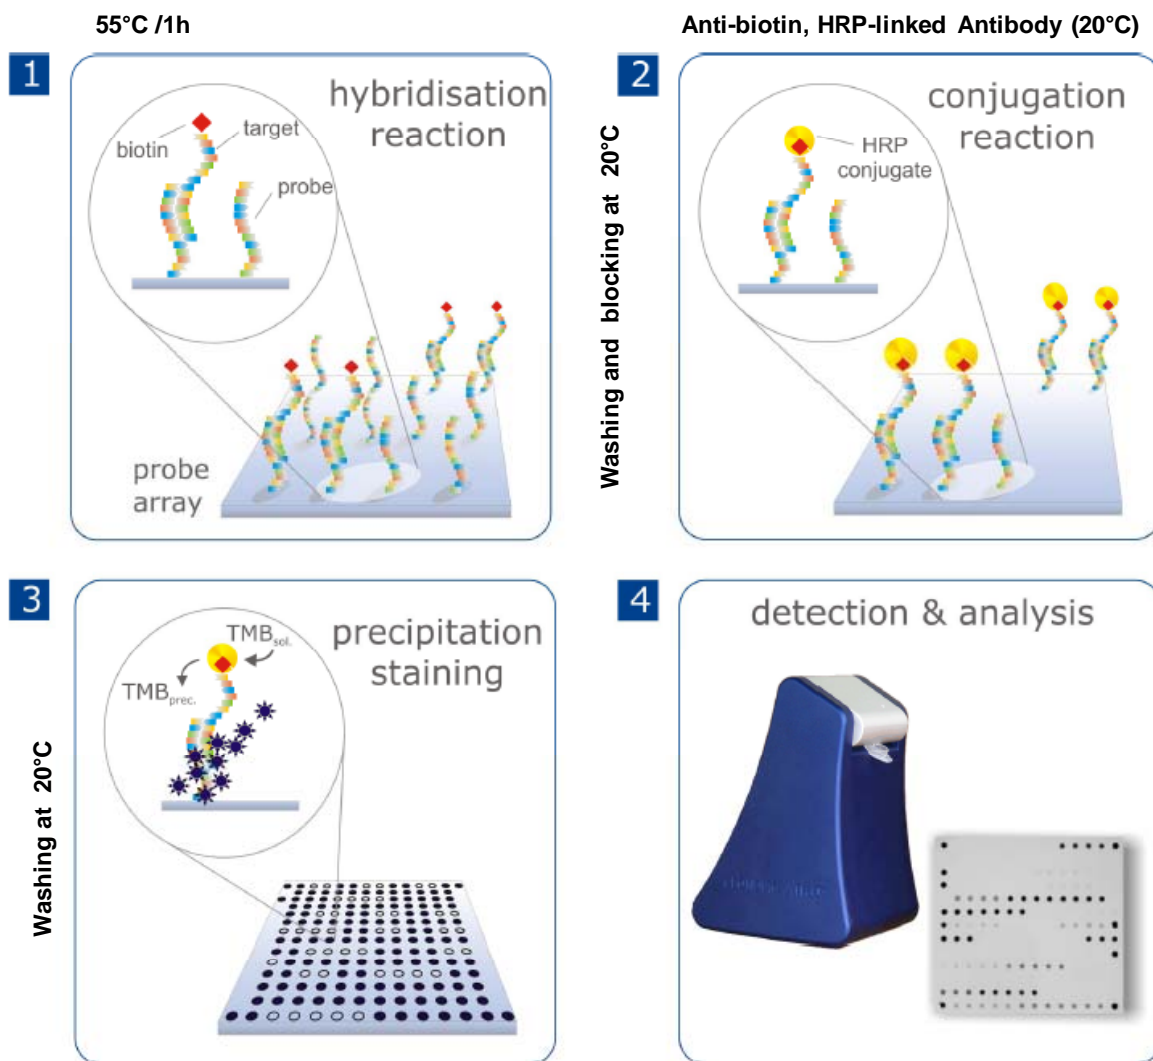 55°C /1h
1
hybridisation
reaction
biotin
target
probe
probe
array
Anti-biotin, HRP-linked Antibody (20°C)
Washing and blocking at 20°C
2
conjugation
reaction
HRP
conjugate
Washing at 20°C
3
precipitation
staining
TMBsol.
TMBprec.
4
detection & analysis